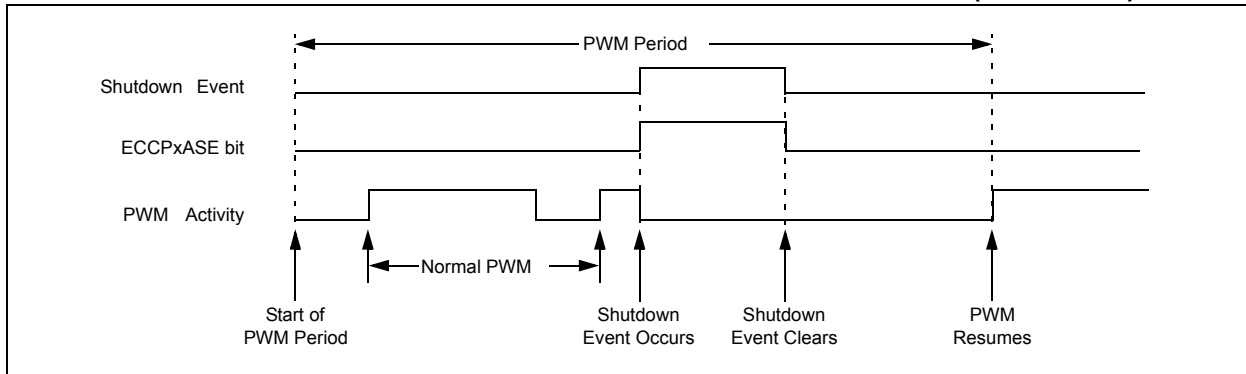 PWM Period
Shutdown Event
ECCPxASE bit
PWM Activity
Normal PWM
Start of
PWM Period
Shutdown
Event Occurs
Shutdown
Event Clears
PWM
Resumes